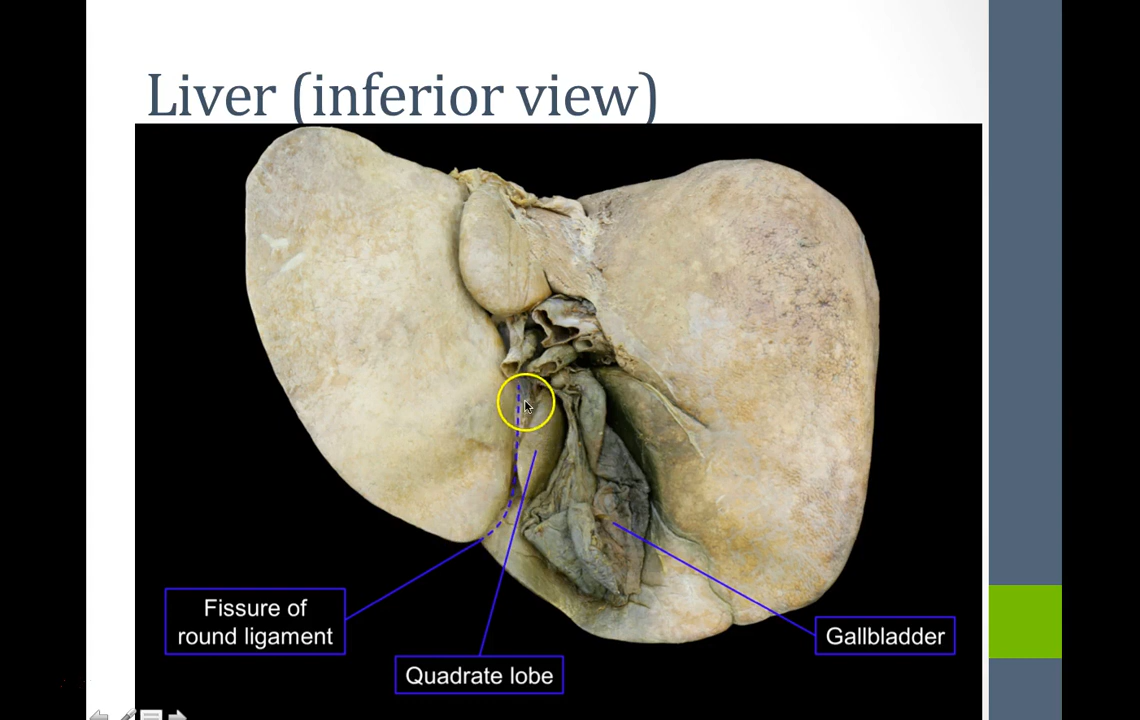 Liver (inferior view)
Fissure of
round ligament
Quadrate lobe
Gallbladder